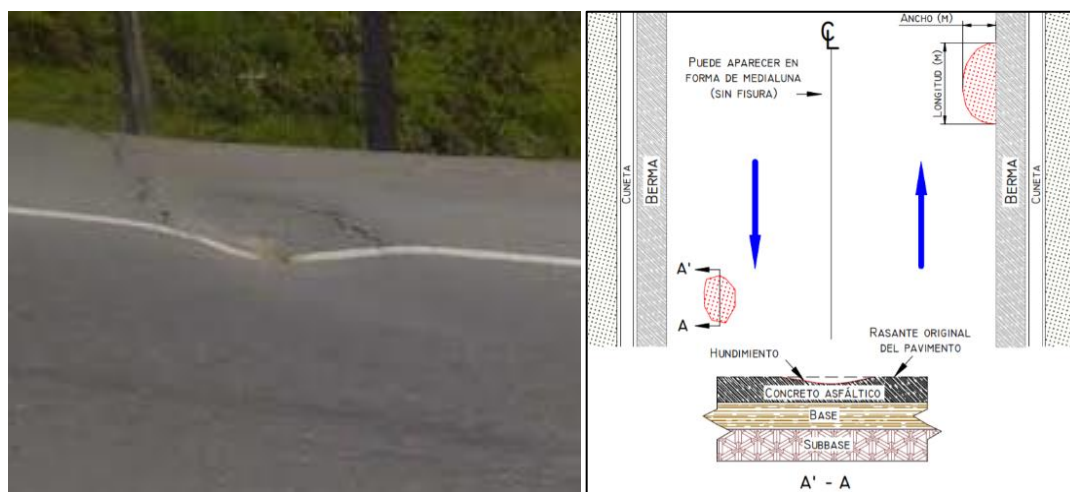 ANCHO (M)
℄
PUEDE APARECER EN
FORMA DE MEDIALUNA
(SIN FISURA)
LONGITUD (M)
CUNETA
BERMA
BERMA
CUNETA
A'
A
HUNDIMIENTO
RASANTE ORIGINAL
DEL PAVIMENTO
CONCRETO ASFÁLTICO
BASE
SUBBASE
A' - A